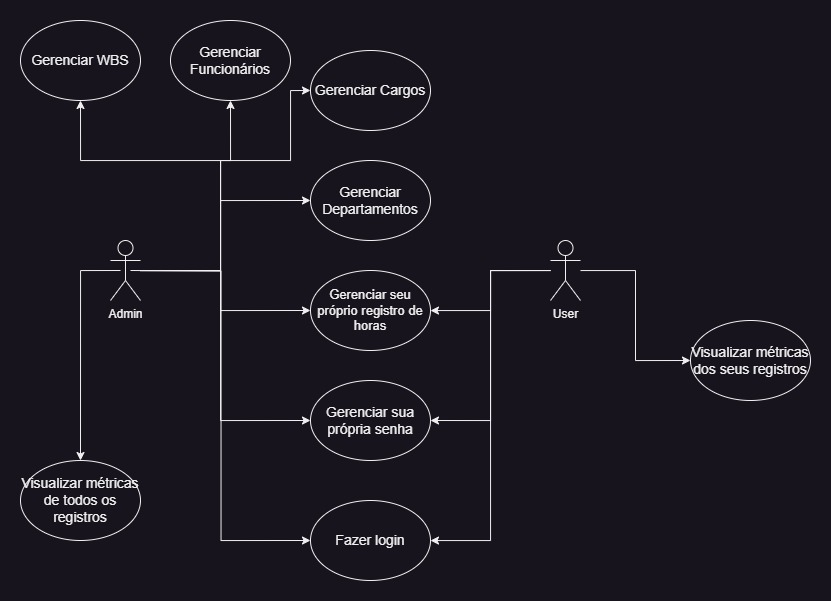 Gerenciar WBS
Gerenciar
Funcionários
Gerenciar Cargos
Gerenciar
Departamentos
Admin
Gerenciar seu
próprio registro de
horas
User
Visualizar métricas
dos seus registros
Gerenciar sua
própria senha
Visualizar métricas
de todos os
registros
Fazer login